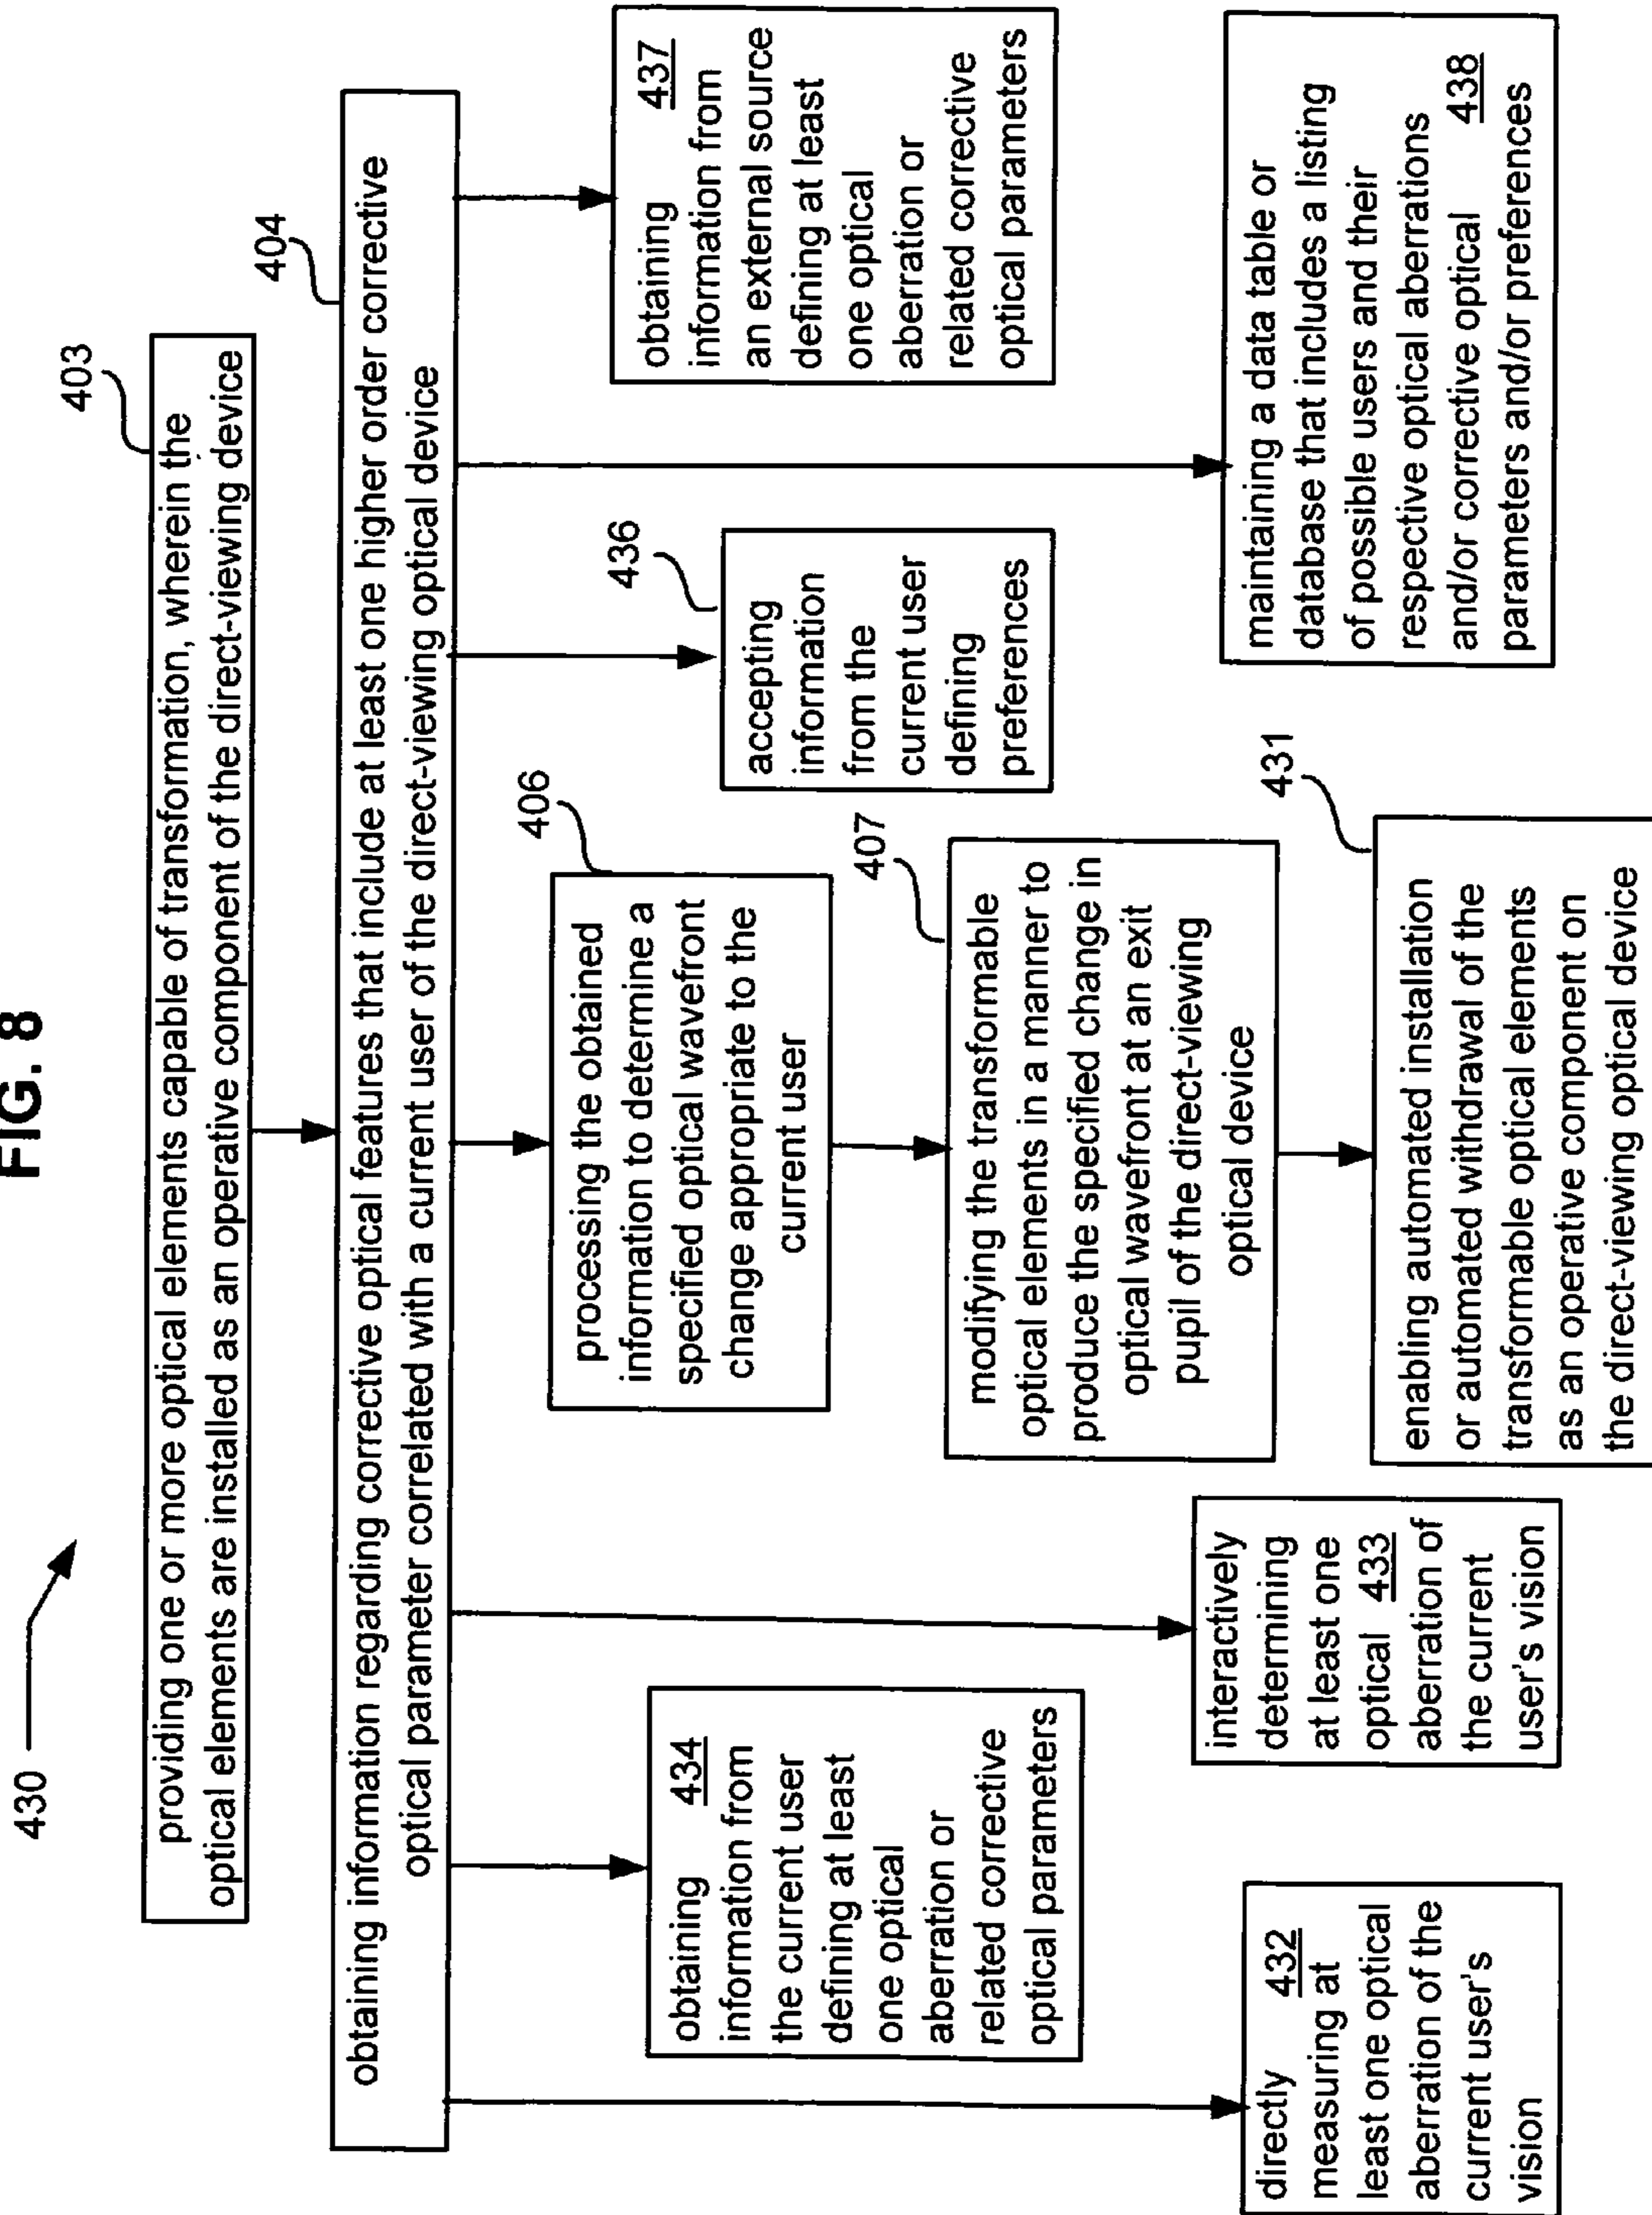 FIG. 8
430
403
providing one or more optical elements capable of transformation, wherein the
optical elements are installed as an operative component of the direct-viewing device
404
obtaining information regarding corrective optical features that include at least one higher order corrective
optical parameter correlated with a current user of the direct-viewing optical device
directly 432
measuring at
least one optical
aberration of the
current user's
vision
obtaining 434
information from
the current user
defining at least
one optical
aberration or
related corrective
optical parameters
interactively
determining
at least one
optical 433
aberration of
the current
user's vision
406
processing the obtained
information to determine a
specified optical wavefront
change appropriate to the
current user
407
modifying the transformable
optical elements in a manner to
produce the specified change in
optical wavefront at an exit
pupil of the direct-viewing
optical device
431
enabling automated installation
or automated withdrawal of the
transformable optical elements
as an operative component on
the direct-viewing optical device
436
accepting
information
from the
current user
defining
preferences
obtaining 437
information from
an external source
defining at least
one optical
aberration or
related corrective
optical parameters
maintaining a data table or
database that includes a listing
of possible users and their
respective optical aberrations
and/or corrective optical 438
parameters and/or preferences